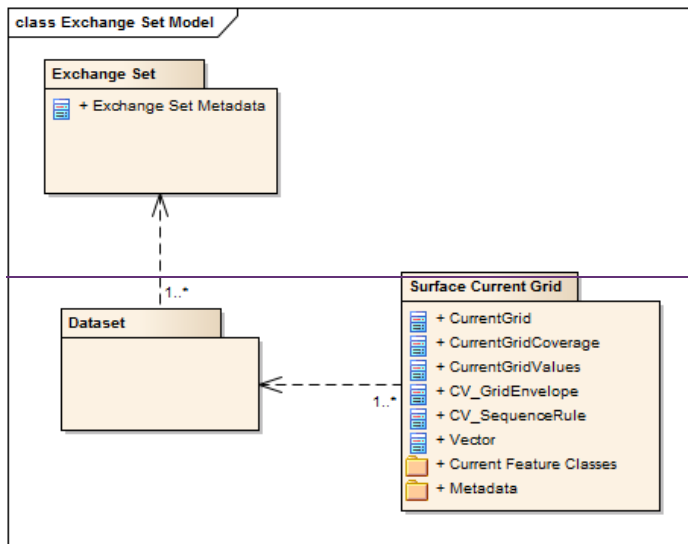 class Exchange Set Model
Exchange Set
+ Exchange Set Metadata
1..*
Dataset
Surface Current Grid
+ CurrentGrid
+ CurrentGridCoverage
+ CurrentGridValues
+ CV_GridEnvelope
+ CV_SequenceRule
+ Vector
+ Current Feature Classes
+ Metadata
1..*